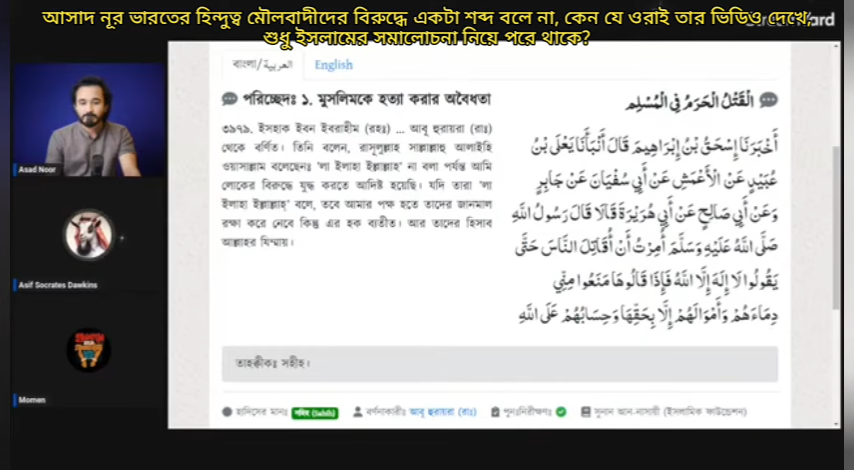 আসাদ নূর ভারতের হিন্দুত্ব মৌলবাদীদের বিরুদ্ধে একটা শব্দ বলে না, কেন যে ওরাই তার ভিডিও দেখে,
শুধু ইসলামের সমালোচনা নিয়ে পরে থাকে?
বাংলা/العربية
English
পরিচ্ছেদঃ ১. মুসলিমকে হত্যা করার অবৈধতা
৩৯৭৯. ইসহাক ইবন ইবরাহীম (রহঃ) ... আবূ হুরায়রা (রাঃ)
থেকে বর্ণিত। তিনি বলেন, রাসূলুল্লাহ সাল্লাল্লাহু আলাইহি
ওয়াসাল্লাম বলেছেনঃ 'লা ইলাহা ইল্লাল্লাহ' না বলা পর্যন্ত আমি
লোকের বিরুদ্ধে যুদ্ধ করতে আদিষ্ট হয়েছি। যদি তারা 'লা
ইলাহা ইল্লাল্লাহ্' বলে, তবে আমার পক্ষ হতে তাদের জানমাল
রক্ষা করে নেবে কিন্তু এর হক ব্যতীত। আর তাদের হিসাব
আল্লাহর যিম্মায়।
الْقَتْلُ الْحَرَمُ فِي الْمُسْلِمِ
أَخْبَرَنَا إِسْحَقُ بْنُ إِبْرَاهِيمَ قَالَ أَنْبَأَنَا يَعْلَى بْنُ
عُبَيْدٍ عَنْ الْأَعْمَشِ عَنْ أَبِي سُفْيَانَ عَنْ جَابِرٍ
وَعَنْ أَبِي صَالِحٍ عَنْ أَبِي هُرَيْرَةَ قَالَا قَالَ رَسُولُ اللَّهِ
صَلَّى اللَّهُ عَلَيْهِ وَسَلَّمَ أُمِرْتُ أَنْ أُقَاتِلَ النَّاسَ حَتَّى
يَقُولُوا لَا إِلَهَ إِلَّا اللَّهُ فَإِذَا قَالُوهَا مَنَعُوا مِنِّي
دِمَاءَهُمْ وَأَمْوَالَهُمْ إِلَّا بِحَقِّهَا وَحِسَابُهُمْ عَلَى اللَّهِ
তাহক্বীকঃ সহীহ।
হাদিসের মানঃ সহিহ (Sahih)
বর্ণনাকারীঃ আবূ হুরায়রা (রাঃ)
পুনঃনিরীক্ষণঃ
সুনান আন-নাসায়ী (ইসলামিক ফাউন্ডেশন)
Asad Noor
Asif Socrates Dawkins
Momen